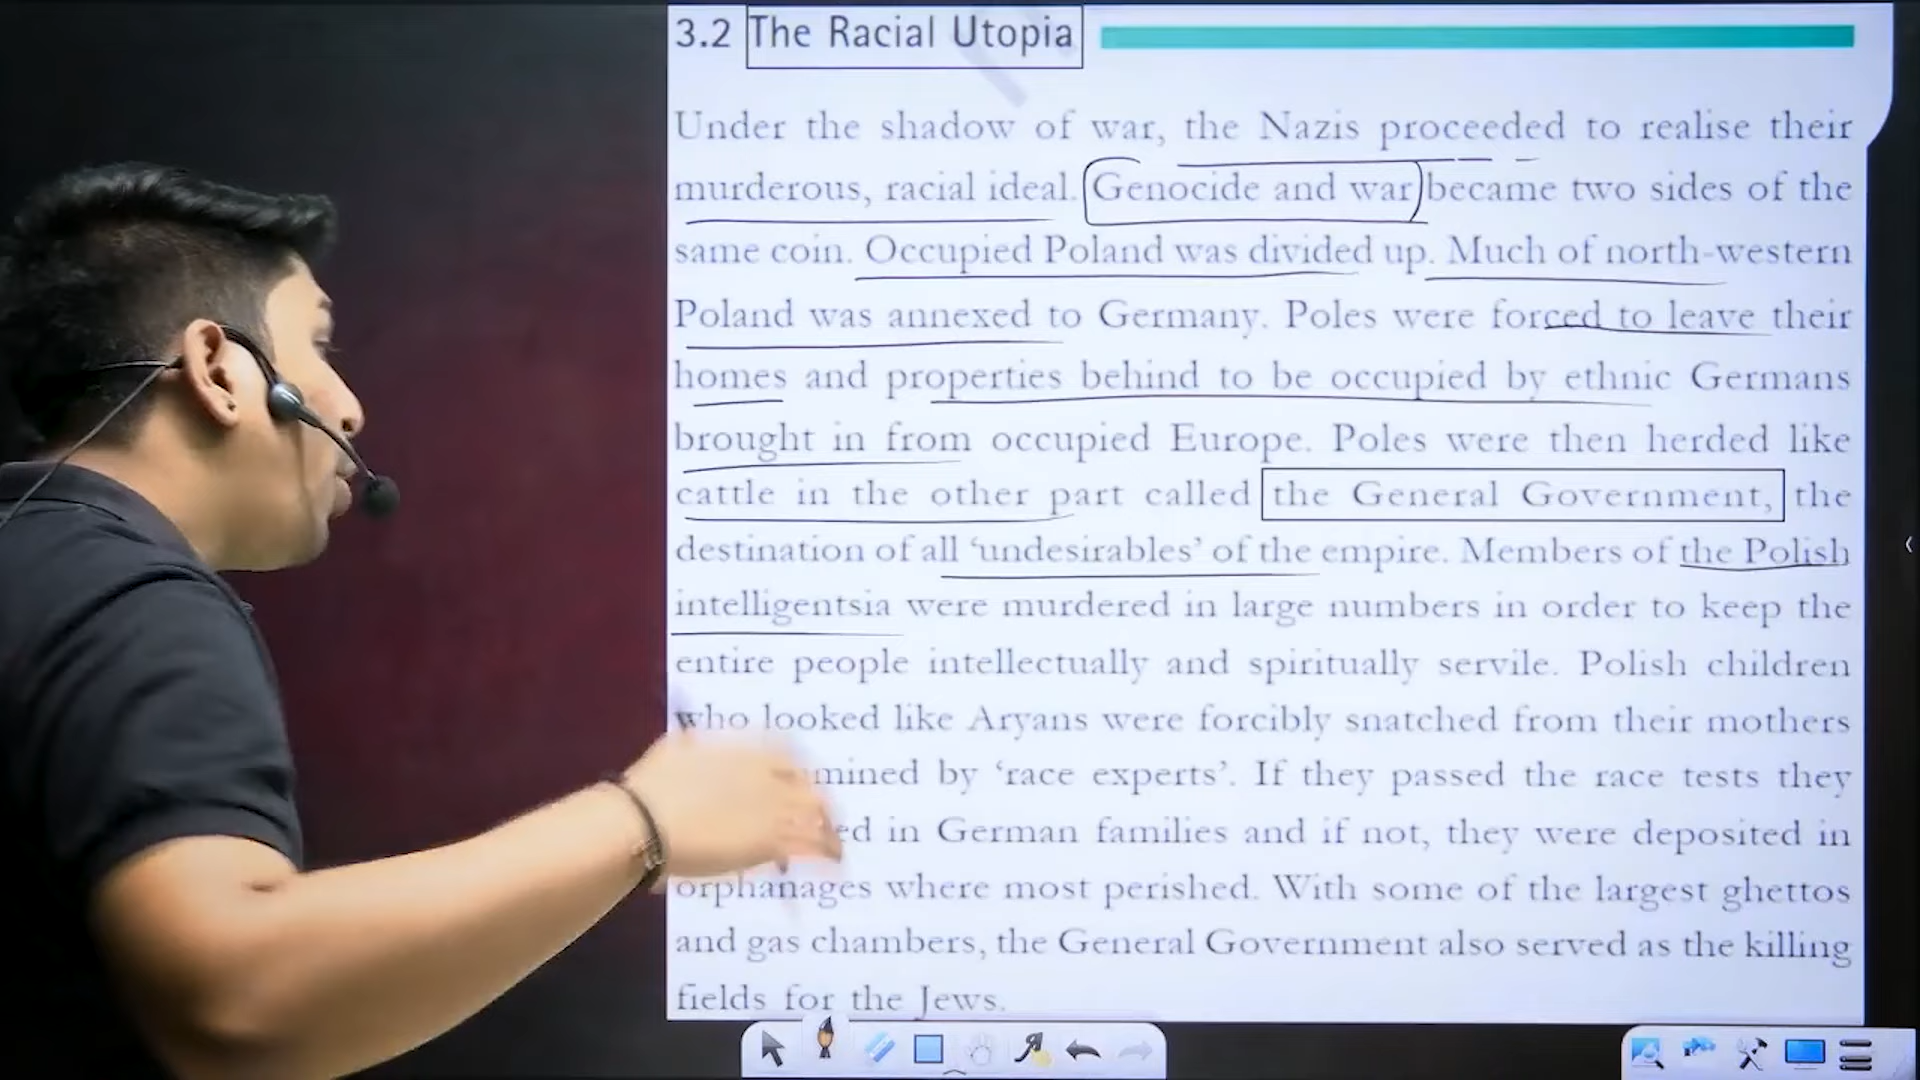 3.2 The Racial Utopia
Under the shadow of war, the Nazis proceeded to realise their
murderous, racial ideal. Genocide and war became two sides of the
same coin. Occupied Poland was divided up. Much of north-western
Poland was annexed to Germany. Poles were forced to leave their
homes and properties behind to be occupied by ethnic Germans
brought in from occupied Europe. Poles were then herded like
cattle in the other part called the General Government, the
destination of all ‘undesirables’ of the empire. Members of the Polish
intelligentsia were murdered in large numbers in order to keep the
entire people intellectually and spiritually servile. Polish children
who looked like Aryans were forcibly snatched from their mothers
by ‘race experts’. If they passed the race tests they
in German families and if not, they were deposited in
orphanages where most perished. With some of the largest ghettos
and gas chambers, the General Government also served as the killing
fields for the Jews.